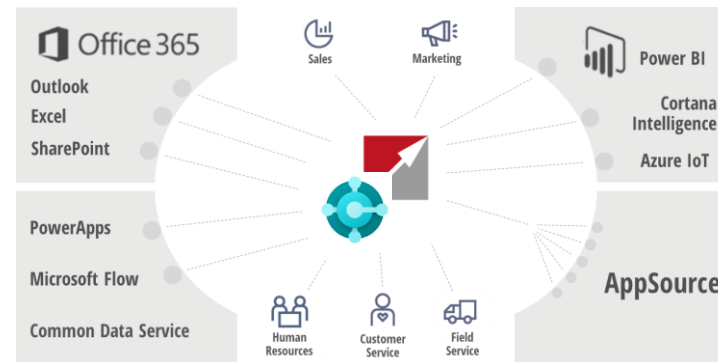 Office 365
Outlook
Excel
SharePoint
Sales
Marketing
Power BI
Cortana
Intelligence
Azure IoT
PowerApps
Microsoft Flow
Common Data Service
Human
Resources
Customer
Service
Field
Service
AppSource